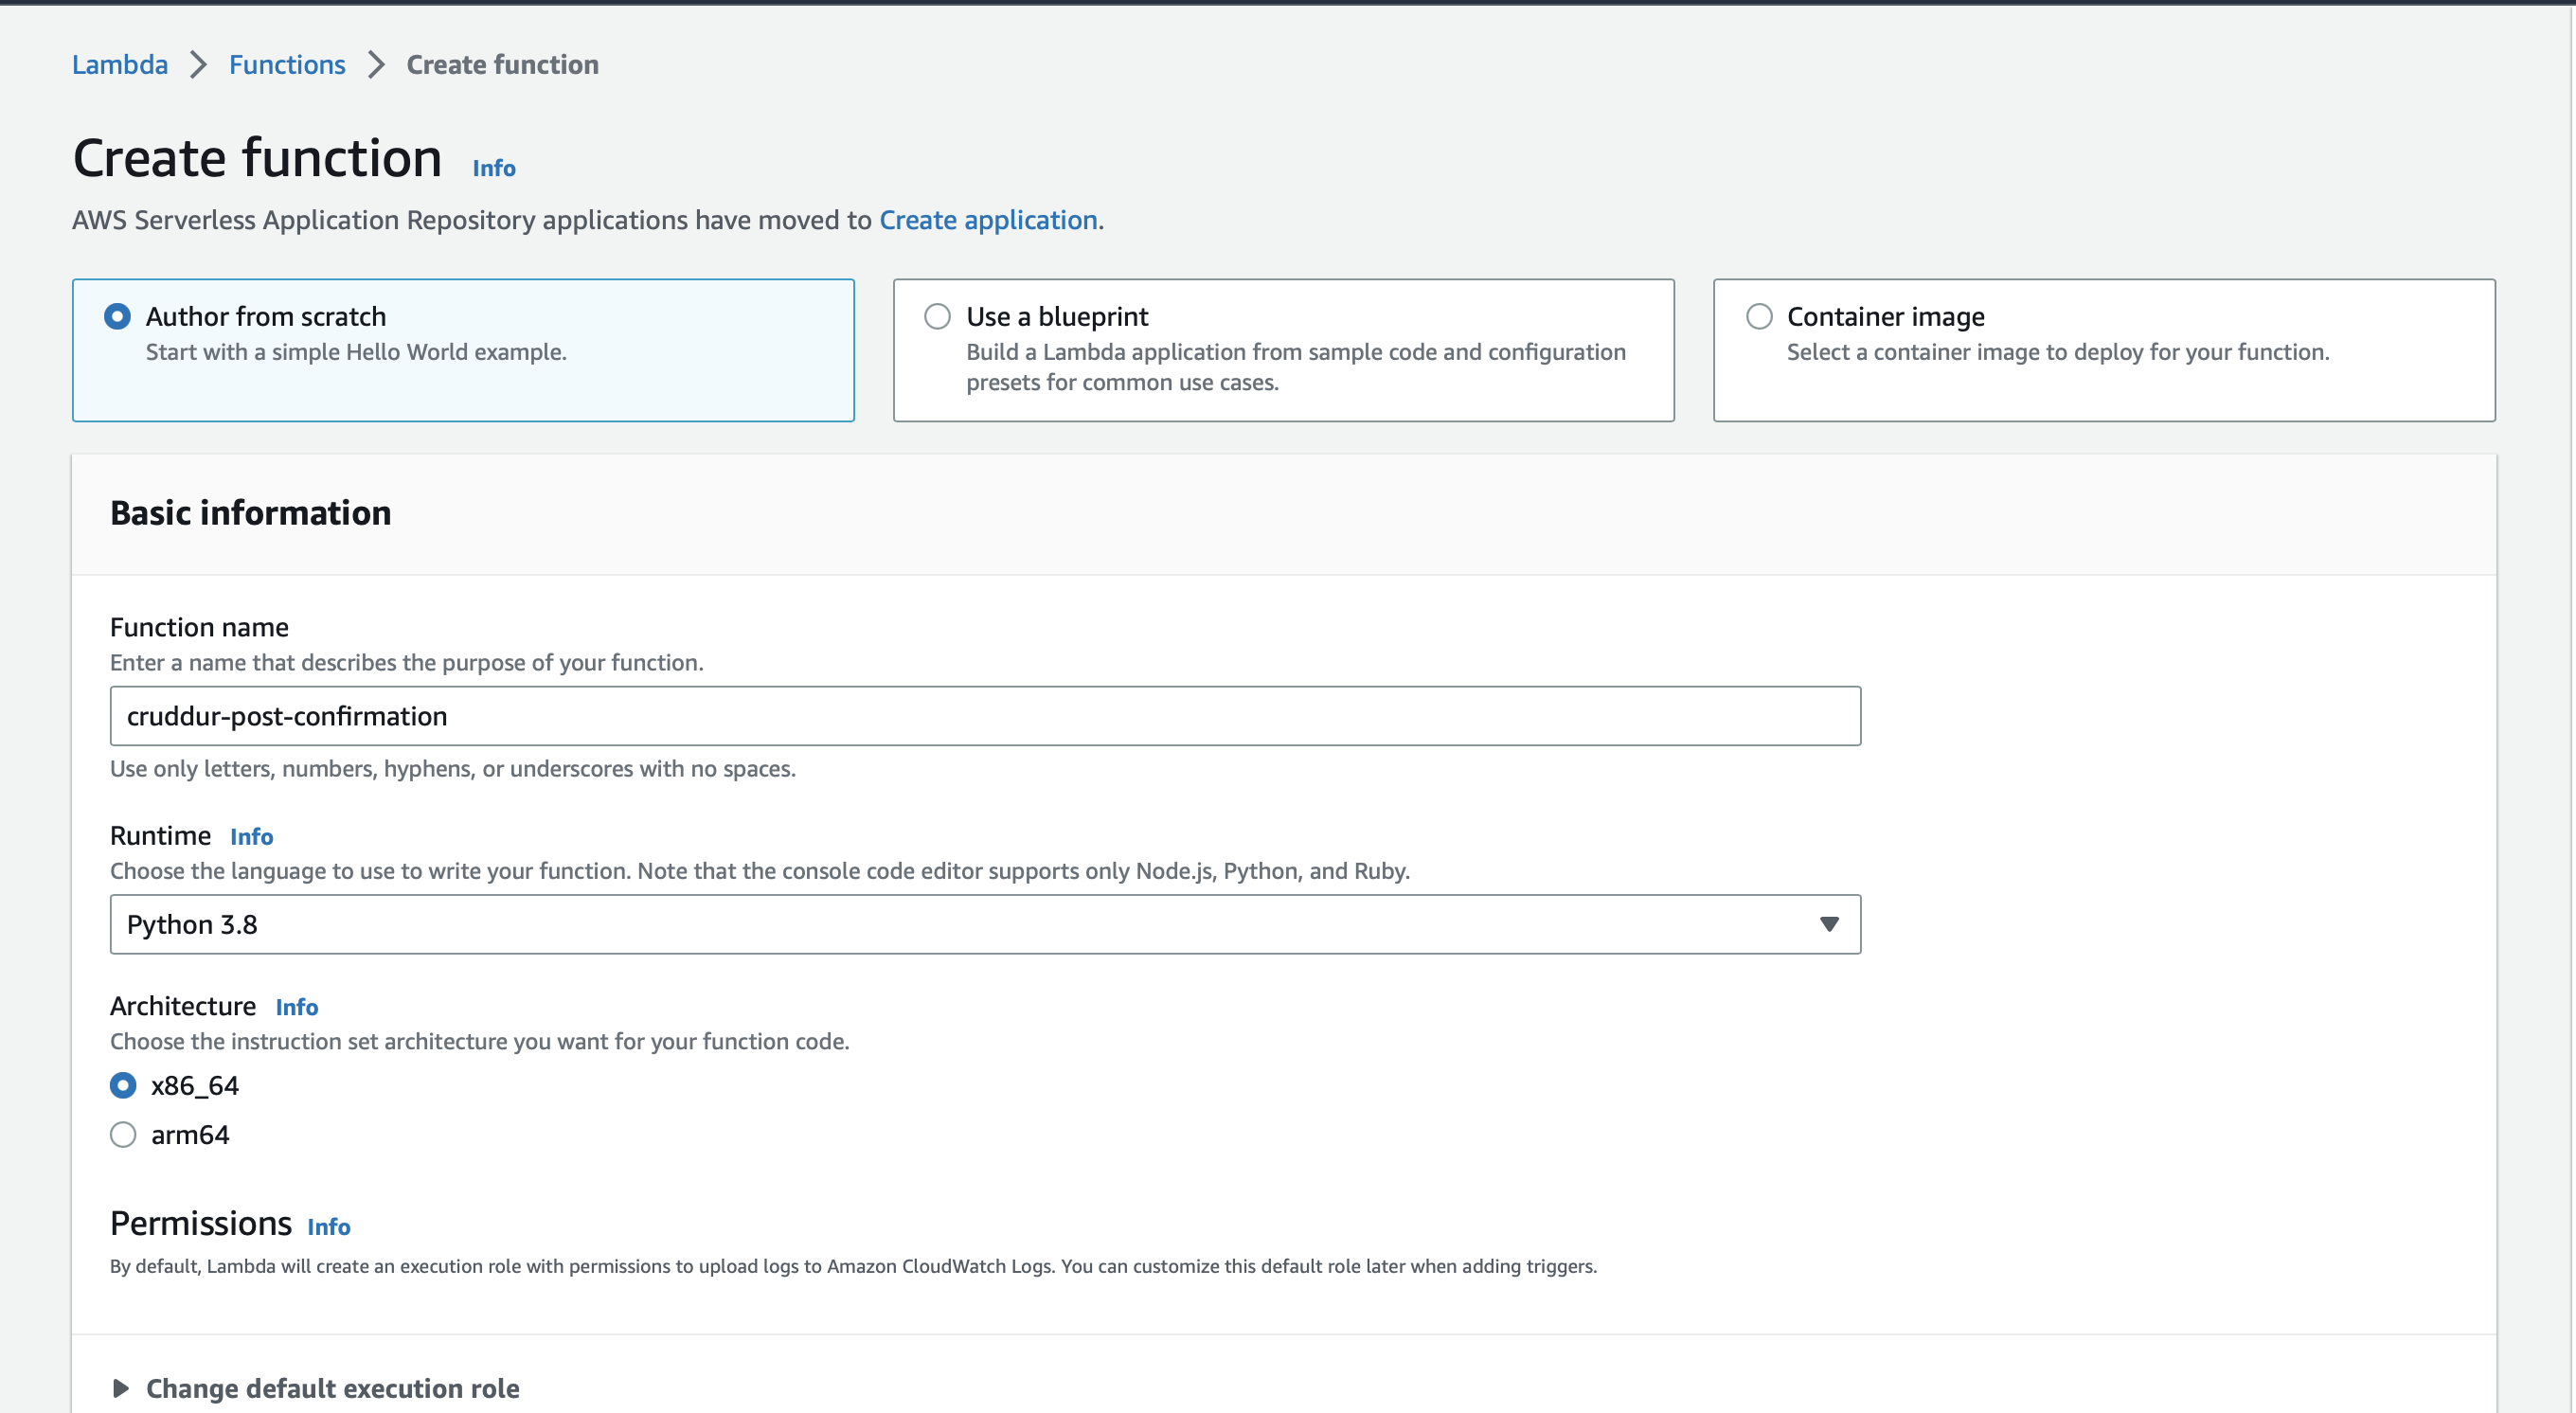 Lambda > Functions > Create function
Create function Info
AWS Serverless Application Repository applications have moved to Create application.
Author from scratch
Start with a simple Hello World example.
Use a blueprint
Build a Lambda application from sample code and configuration
presets for common use cases.
Container image
Select a container image to deploy for your function.
Basic information
Function name
Enter a name that describes the purpose of your function.
cruddur-post-confirmation
Use only letters, numbers, hyphens, or underscores with no spaces.
Runtime Info
Choose the language to use to write your function. Note that the console code editor supports only Node.js, Python, and Ruby.
Python 3.8
Architecture Info
Choose the instruction set architecture you want for your function code.
x86_64
arm64
Permissions Info
By default, Lambda will create an execution role with permissions to upload logs to Amazon CloudWatch Logs. You can customize this default role later when adding triggers.
Change default execution role